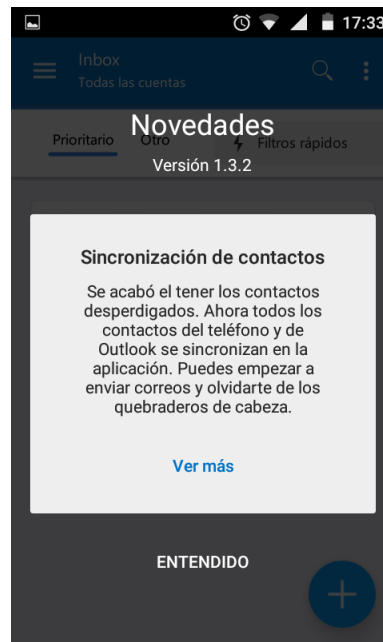 17:33
Inbox
Todas las cuentas
Prioritario Otro Filtros rápidos
Novedades
Versión 1.3.2
Sincronización de contactos
Se acabó el tener los contactos
desperdigados. Ahora todos los
contactos del teléfono y de
Outlook se sincronizan en la
aplicación. Puedes empezar a
enviar correos y olvidarte de los
quebraderos de cabeza.
Ver más
ENTENDIDO